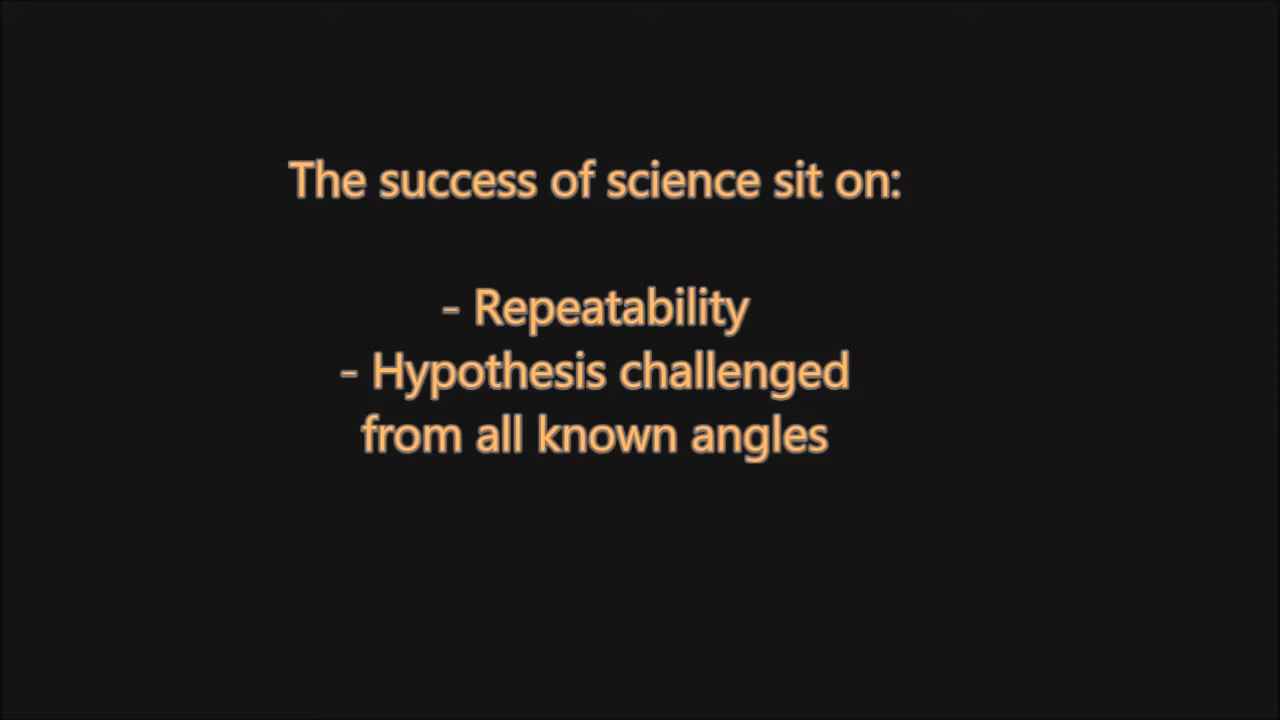 The success of science sit on:
- Repeatability
- Hypothesis challenged
from all known angles